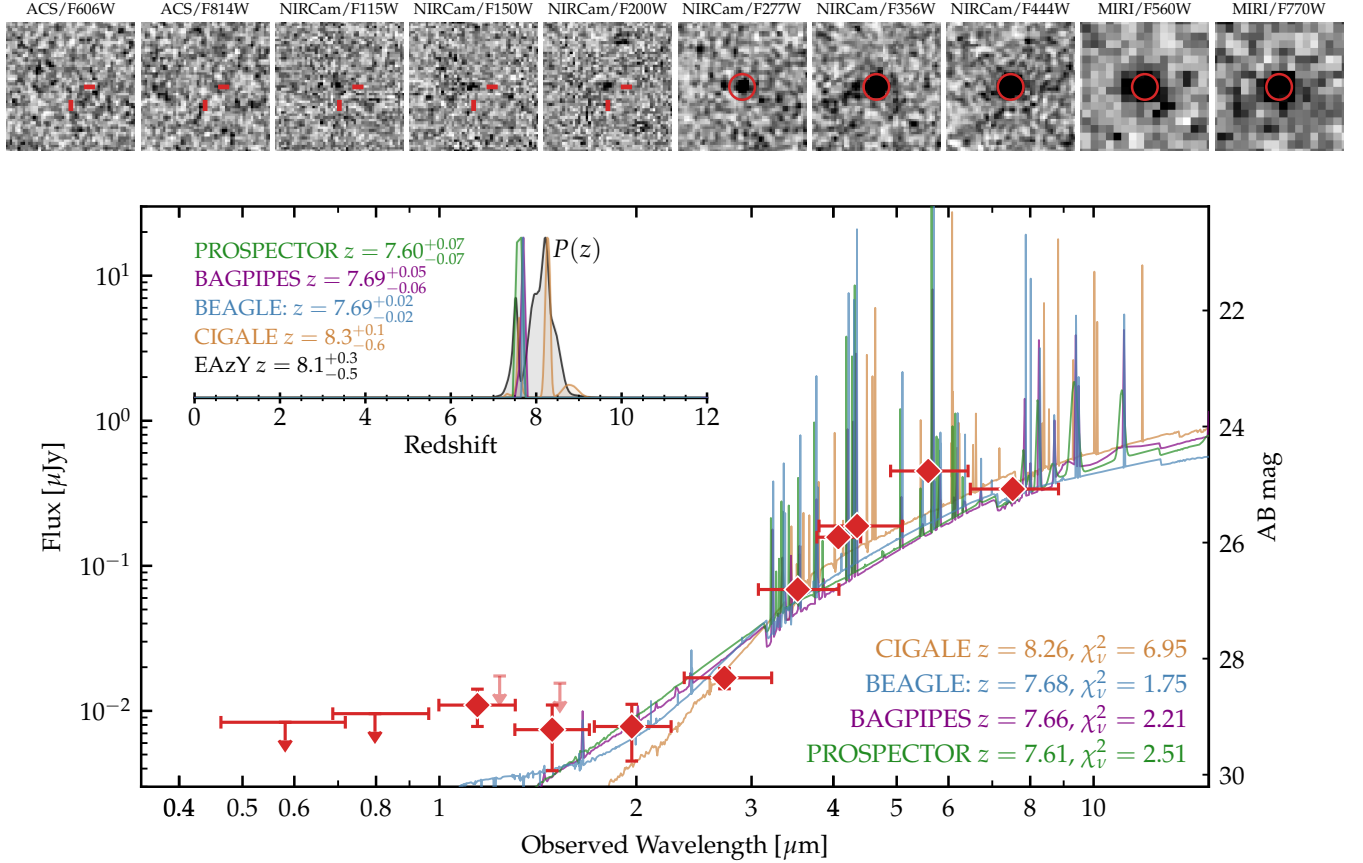 ACS/F606W ACS/F814W NIRCam/F115W NIRCam/F150W NIRCam/F200W NIRCam/F277W NIRCam/F356W NIRCam/F444W MIRI/F560W MIRI/F770W
PROSPECTOR z = 7.60+0.07 −0.07
BAGPIPES z = 7.69+0.05 −0.06
BEAGLE: z = 7.69+0.02 −0.02
CIGALE z = 8.3+0.1 −0.6
EAzY z = 8.1+0.3 −0.5
P(z)
0 2 4 6 8 10 12
Redshift
10^1
10^0
10^−1
10^−2
Flux [μJy]
22
24
26
28
30
AB mag
CIGALE z = 8.26, χ²ν = 6.95
BEAGLE: z = 7.68, χ²ν = 1.75
BAGPIPES z = 7.66, χ²ν = 2.21
PROSPECTOR z = 7.61, χ²ν = 2.51
0.4 0.5 0.6 0.8 1 2 3 4 5 6 7 8 10
Observed Wavelength [μm]